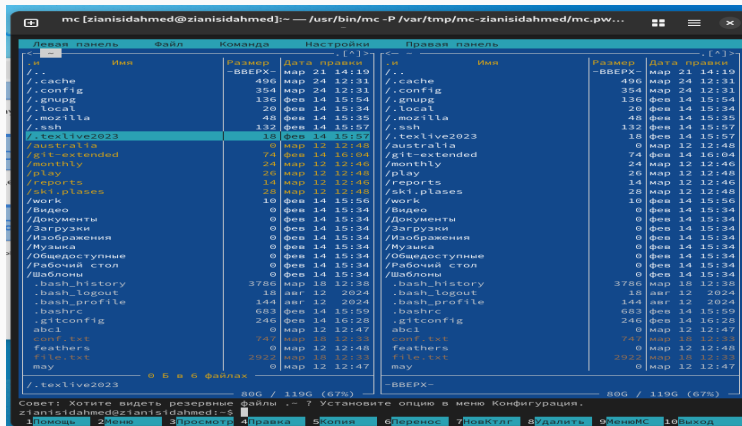 mc [zianisidahmed@zianisidahmed]:~ — /usr/bin/mc -P /var/tmp/mc-zianisidahmed/mc.pw...
Левая панель Файл Команда Настройки Правая панель
<— ~ .[^]> <— ~ .[^]>
.и Имя Размер Дата правки .и Имя Размер Дата правки
/.. -ВВЕРХ- мар 21 14:19 /.. -ВВЕРХ- мар 21 14:19
/.cache 496 мар 24 12:31 /.cache 496 мар 24 12:31
/.config 354 мар 24 12:31 /.config 354 мар 24 12:31
/.gnupg 136 фев 14 15:54 /.gnupg 136 фев 14 15:54
/.local 20 фев 14 15:34 /.local 20 фев 14 15:34
/.mozilla 48 фев 14 15:35 /.mozilla 48 фев 14 15:35
/.ssh 132 фев 14 15:57 /.ssh 132 фев 14 15:57
/.texlive2023 18 фев 14 15:57 /.texlive2023 18 фев 14 15:57
/australia 0 мар 12 12:48 /australia 0 мар 12 12:48
/git-extended 74 фев 14 16:04 /git-extended 74 фев 14 16:04
/monthly 24 мар 12 12:46 /monthly 24 мар 12 12:46
/play 26 мар 12 12:48 /play 26 мар 12 12:48
/reports 14 мар 12 12:46 /reports 14 мар 12 12:46
/ski.plases 28 мар 12 12:48 /ski.plases 28 мар 12 12:48
/work 10 фев 14 15:56 /work 10 фев 14 15:56
/Видео 0 фев 14 15:34 /Видео 0 фев 14 15:34
/Документы 0 фев 14 15:34 /Документы 0 фев 14 15:34
/Загрузки 0 фев 14 15:34 /Загрузки 0 фев 14 15:34
/Изображения 0 фев 14 15:34 /Изображения 0 фев 14 15:34
/Музыка 0 фев 14 15:34 /Музыка 0 фев 14 15:34
/Общедоступные 0 фев 14 15:34 /Общедоступные 0 фев 14 15:34
/Рабочий стол 0 фев 14 15:34 /Рабочий стол 0 фев 14 15:34
/Шаблоны 0 фев 14 15:34 /Шаблоны 0 фев 14 15:34
.bash_history 3786 мар 18 12:38 .bash_history 3786 мар 18 12:38
.bash_logout 18 авг 12 2024 .bash_logout 18 авг 12 2024
.bash_profile 144 авг 12 2024 .bash_profile 144 авг 12 2024
.bashrc 683 фев 14 15:59 .bashrc 683 фев 14 15:59
.gitconfig 246 фев 14 16:28 .gitconfig 246 фев 14 16:28
abc1 0 мар 12 12:47 abc1 0 мар 12 12:47
conf.txt 747 мар 18 12:33 conf.txt 747 мар 18 12:33
feathers 0 мар 12 12:48 feathers 0 мар 12 12:48
file.txt 2922 мар 18 12:33 file.txt 2922 мар 18 12:33
may 0 мар 12 12:47 may 0 мар 12 12:47
0 Б в 6 файлах
/.texlive2023 -ВВЕРХ-
80G / 119G (67%) 80G / 119G (67%)
Совет: Хотите видеть резервные файлы .~ ? Установите опцию в меню Конфигурация.
zianisidahmed@zianisidahmed:~$
1Помощь 2Меню 3Просмотр 4Правка 5Копия 6Перенос 7НовКтлг 8Удалить 9МенюMC 10Выход